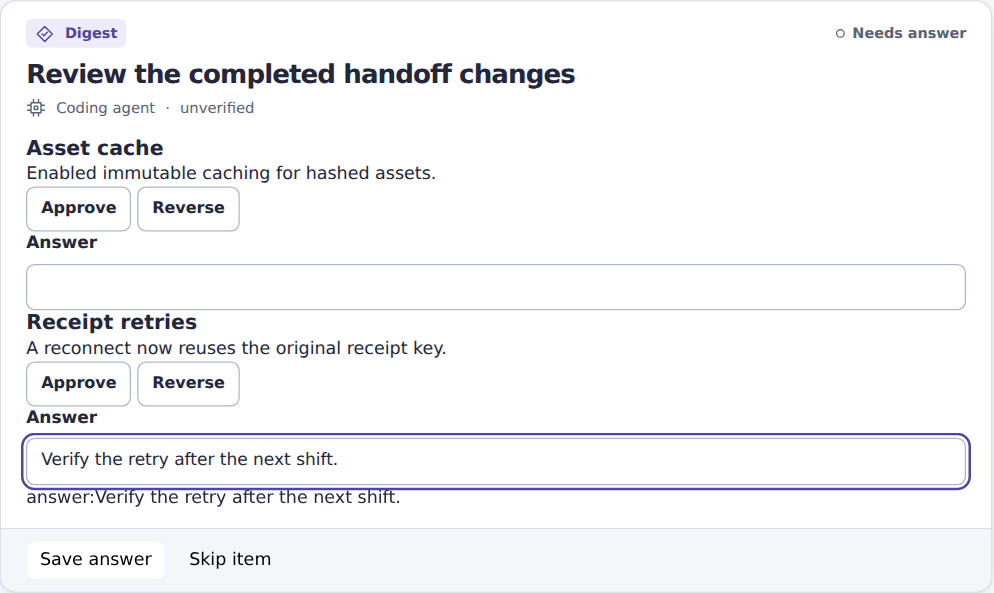 Digest
Needs answer
Review the completed handoff changes
Coding agent · unverified
Asset cache
Enabled immutable caching for hashed assets.
Approve Reverse
Answer
Receipt retries
A reconnect now reuses the original receipt key.
Approve Reverse
Answer
Verify the retry after the next shift.
answer:Verify the retry after the next shift.
Save answer Skip item